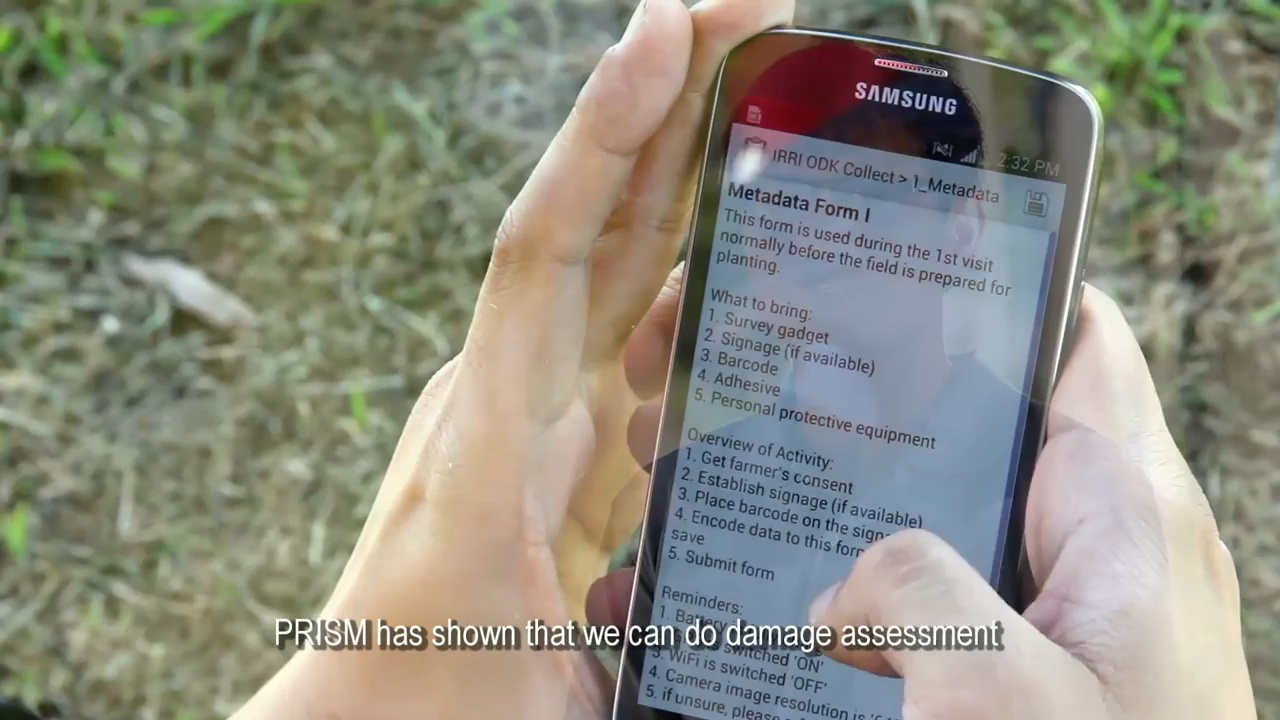 SAMSUNG
2:32 PM
IRRI ODK Collect > 1_Metadata
Metadata Form I
This form is used during the 1st visit
normally before the field is prepared for
planting.
What to bring:
1. Survey gadget
2. Signage (if available)
3. Barcode
4. Adhesive
5. Personal protective equipment
Overview of Activity:
1. Get farmer's consent
2. Establish signage (if available)
3. Place barcode on the
4. Encode data to this form
save
5. Submit form
Reminders:
1.
switched 'ON'
3. WiFi is switched 'OFF'
4. Camera image resolution is
5. if unsure, please
PRISM has shown that we can do damage assessment